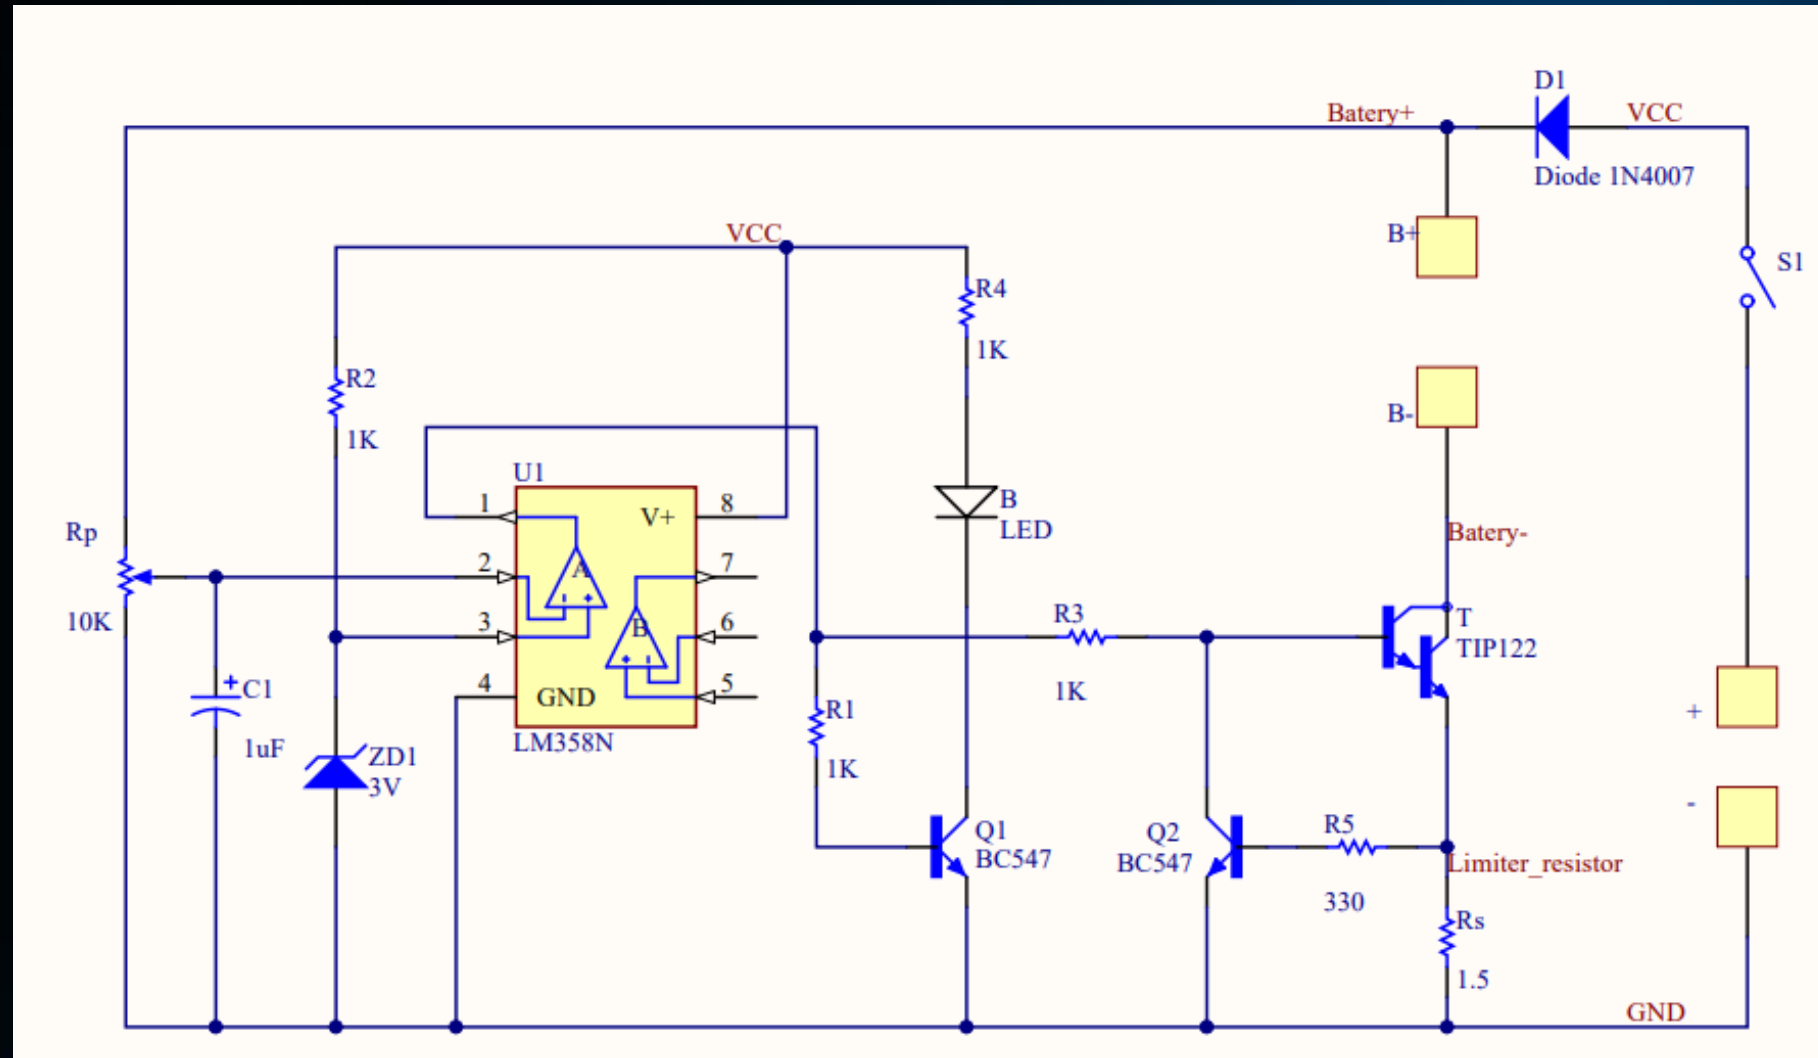 D1
Batery+
VCC
Diode 1N4007
VCC
B+
S1
R4
1K
R2
1K
B-
U1
1
8
V+
B
LED
Rp
Batery-
2
7
A
10K
3
6
B
R3
T
TIP122
1K
4
5
GND
+
C1
1uF
LM358N
R1
1K
+
ZD1
3V
-
Q1
BC547
Q2
BC547
R5
330
Limiter_resistor
Rs
1.5
GND